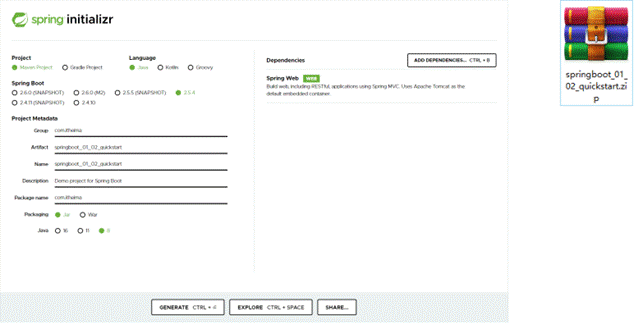 spring initializr
Project
Maven Project Gradle Project
Language
Java Kotlin Groovy
Spring Boot
2.6.0 (SNAPSHOT) 2.6.0 (M2) 2.5.5 (SNAPSHOT) 2.5.4
2.4.11 (SNAPSHOT) 2.4.10
Project Metadata
Group com.itheima
Artifact springboot_01_02_quickstart
Name springboot_01_02_quickstart
Description Demo project for Spring Boot
Package name com.itheima
Packaging Jar War
Java 16 11 8
Dependencies
ADD DEPENDENCIES... CTRL + B
Spring Web WEB
Build web, including RESTful, applications using Spring MVC. Uses Apache Tomcat as the
default embedded container.
GENERATE CTRL + ⏎
EXPLORE CTRL + SPACE
SHARE...
springboot_01_
02_quickstart.zi
p